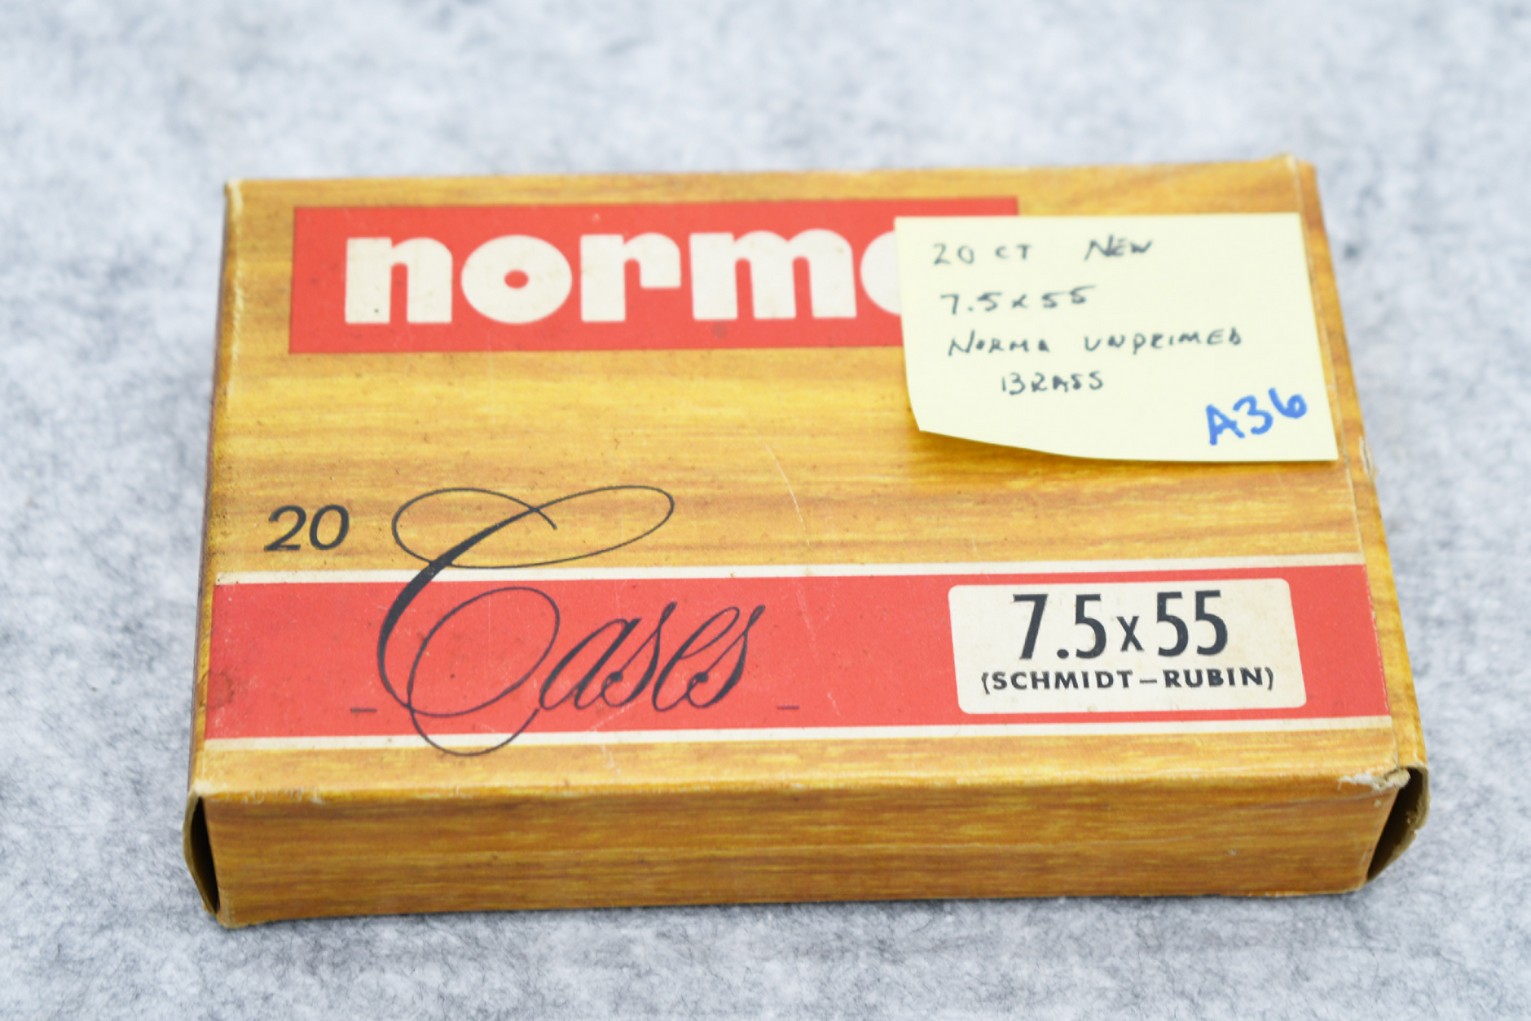 norma
20 CT NEW
7.5x55
NORMA UNPRIMED
BRASS
A36
20 Cases
7.5x55
(SCHMIDT-RUBIN)